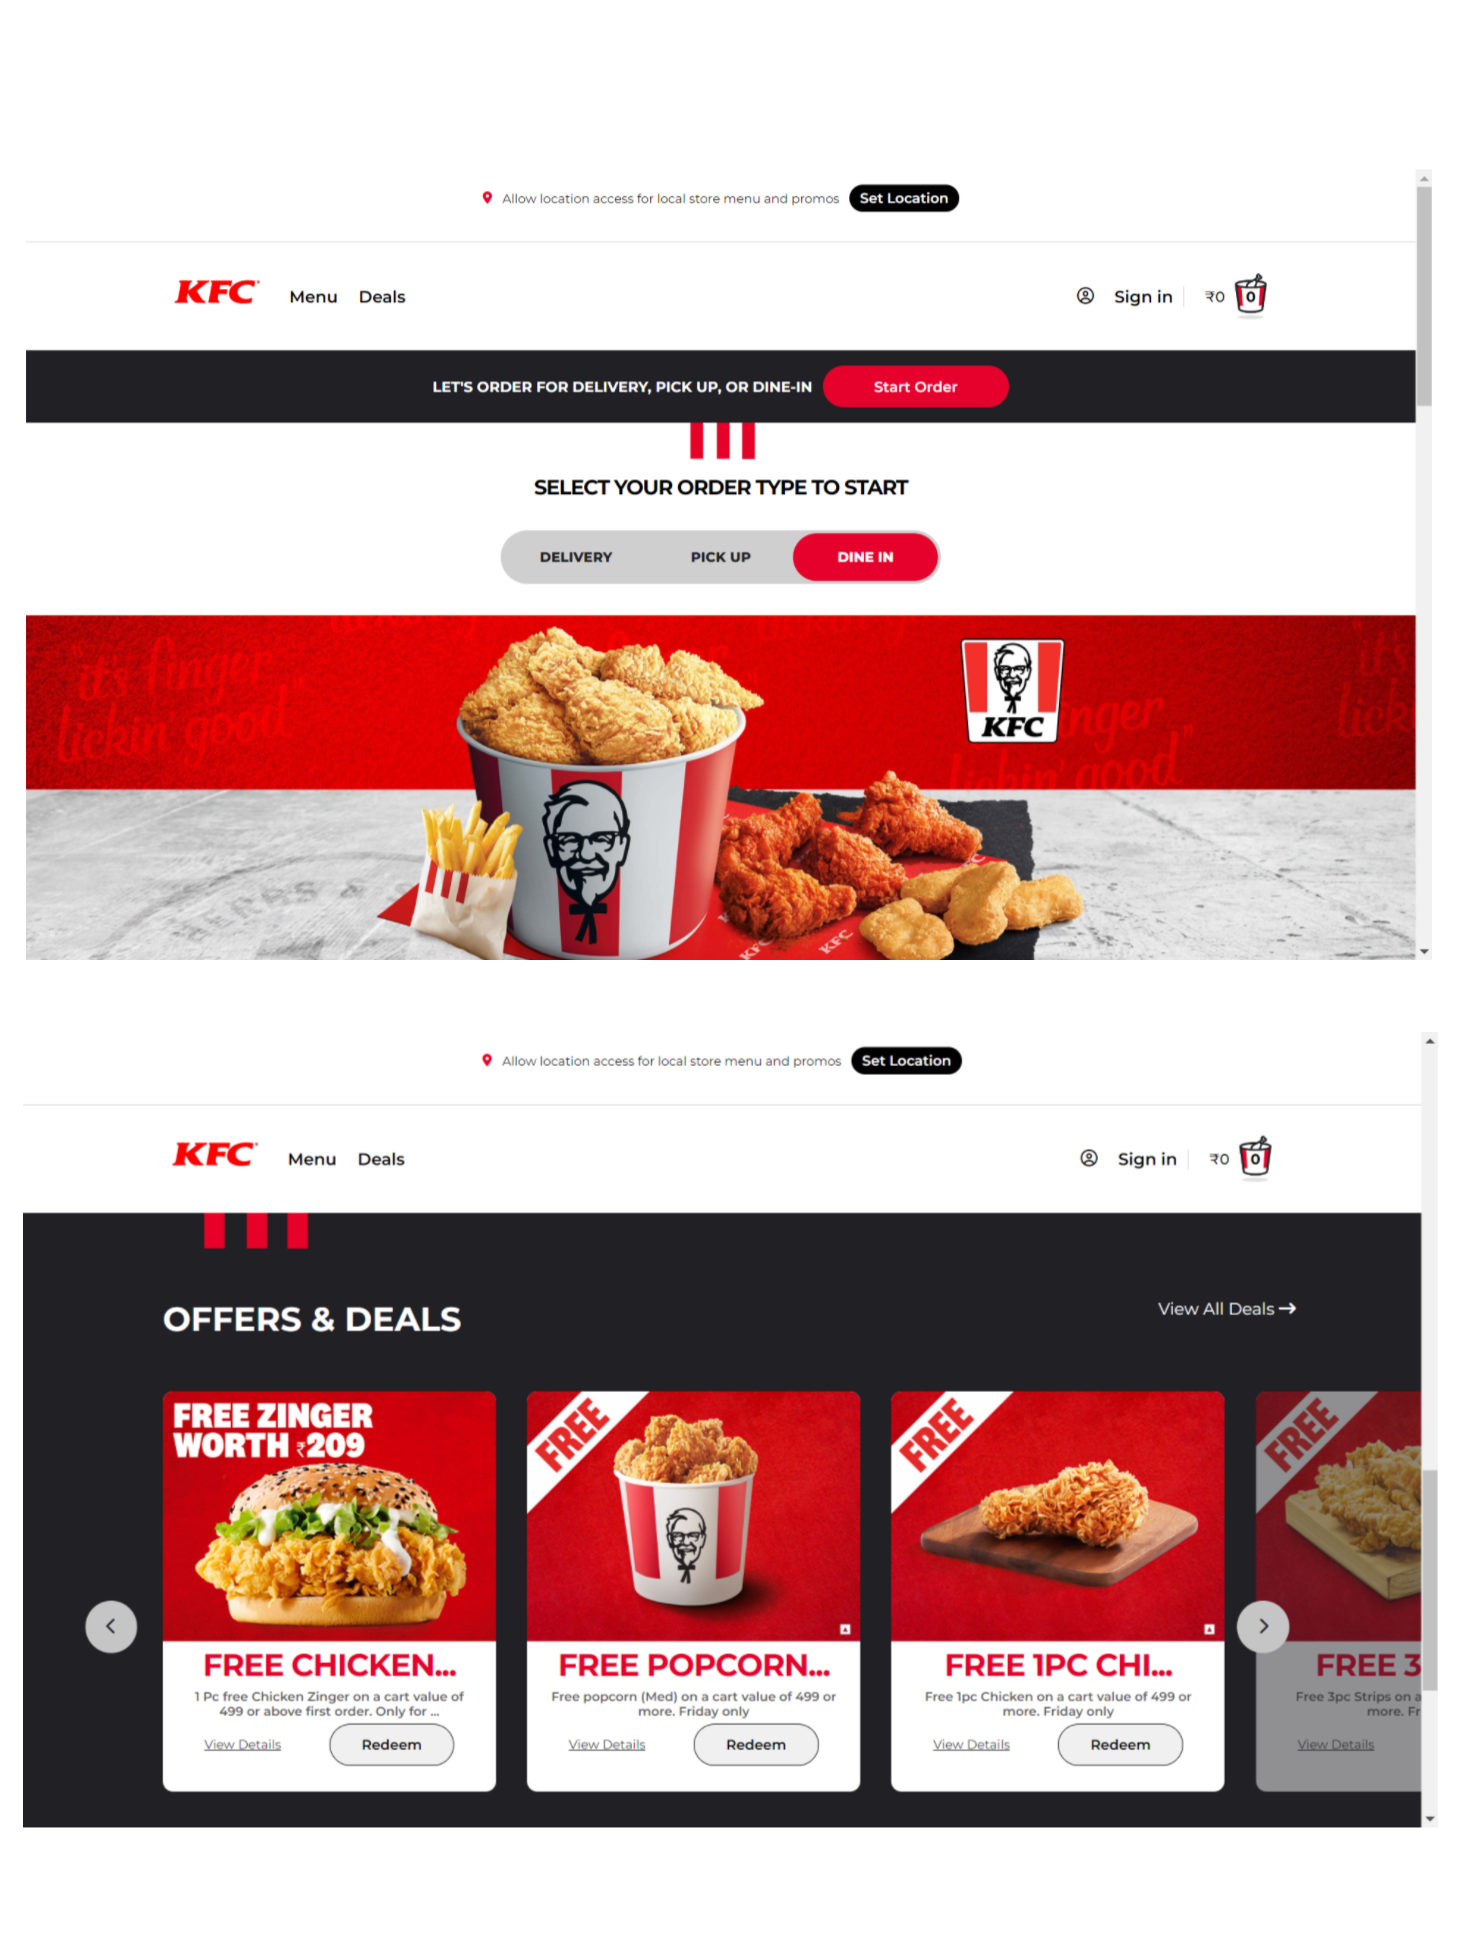 Allow location access for local store menu and promos Set Location
KFC Menu Deals Sign in ₹0 0
LET'S ORDER FOR DELIVERY, PICK UP, OR DINE-IN Start Order
SELECT YOUR ORDER TYPE TO START
DELIVERY PICK UP DINE IN
"it's finger
lickin' good
KFC
nger
lickin' good"
it's
lick
HERBS &
KFC KFC
Allow location access for local store menu and promos Set Location
KFC Menu Deals Sign in ₹0 0
OFFERS & DEALS
View All Deals →
FREE ZINGER
WORTH ₹209
FREE CHICKEN...
1 Pc free Chicken Zinger on a cart value of
499 or above first order. Only for ...
View Details Redeem
FREE
FREE POPCORN...
Free popcorn (Med) on a cart value of 499 or
more. Friday only
View Details Redeem
FREE
FREE 1PC CHI...
Free 1pc Chicken on a cart value of 499 or
more. Friday only
View Details Redeem
FREE
FREE 3
Free 3pc Strips on a
more. Fr
View Details